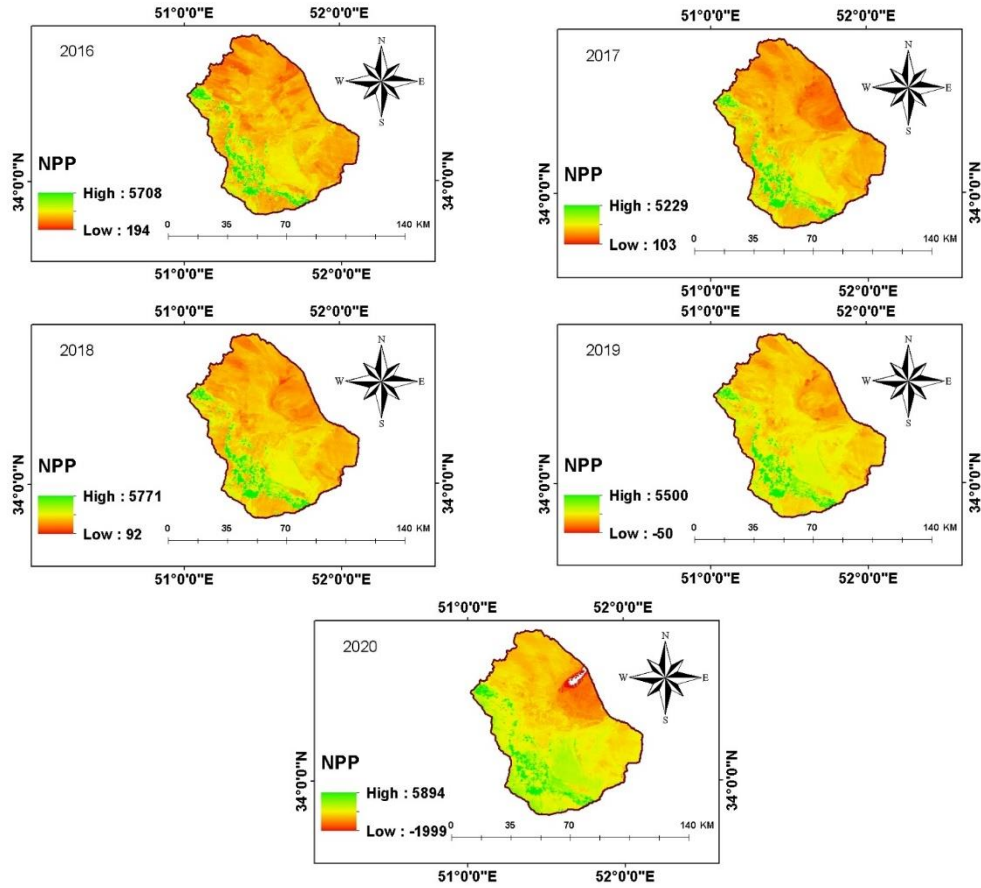 51°0'0"E 52°0'0"E
2016
N
W E
S
NPP
High : 5708
Low : 194
0 35 70 140 KM
34°0'0"N 34°0'0"N
51°0'0"E 52°0'0"E
51°0'0"E 52°0'0"E
2017
N
W E
S
NPP
High : 5229
Low : 103
0 35 70 140 KM
34°0'0"N 34°0'0"N
51°0'0"E 52°0'0"E
51°0'0"E 52°0'0"E
2018
N
W E
S
NPP
High : 5771
Low : 92
0 35 70 140 KM
34°0'0"N 34°0'0"N
51°0'0"E 52°0'0"E
51°0'0"E 52°0'0"E
2019
N
W E
S
NPP
High : 5500
Low : -50
0 35 70 140 KM
34°0'0"N 34°0'0"N
51°0'0"E 52°0'0"E
51°0'0"E 52°0'0"E
2020
N
W E
S
NPP
High : 5894
Low : -1999
0 35 70 140 KM
34°0'0"N 34°0'0"N
51°0'0"E 52°0'0"E